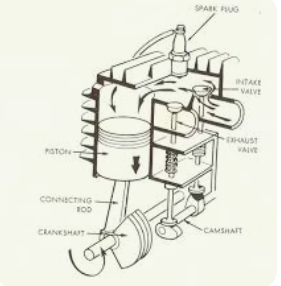 SPARK PLUG
INTAKE
VALVE
EXHAUST
VALVE
PISTON
CONNECTING
ROD
CRANKSHAFT
CAMSHAFT